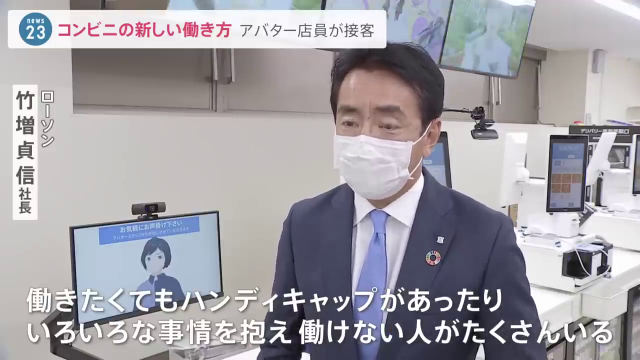 news
23
コンビニの新しい働き方 アバター店員が接客
ローソン
竹増貞信社長
お気軽にお声掛け下さい
働きたくてもハンディキャップがあったり
いろいろな事情を抱え 働けない人がたくさんいる